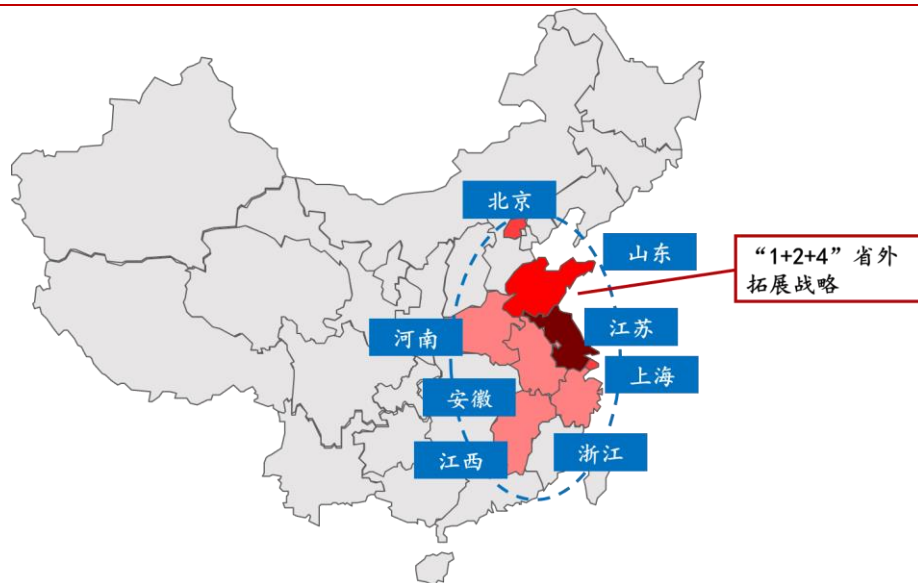 北京
山东
“1+2+4”省外
拓展战略
江苏
河南
上海
安徽
江西
浙江